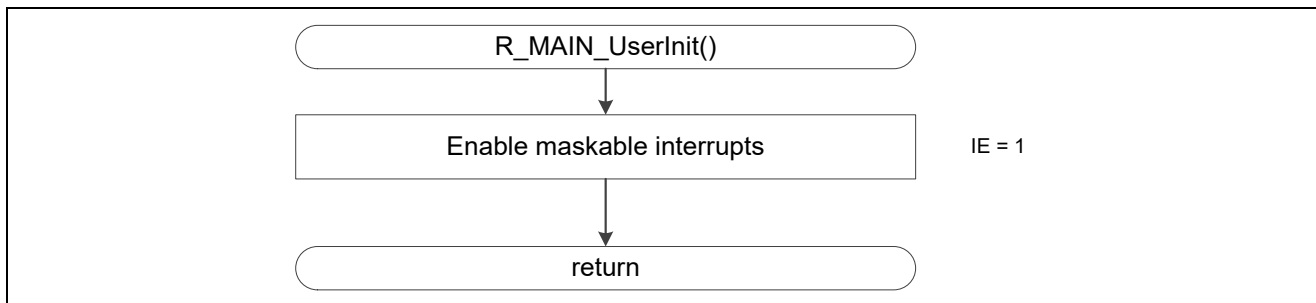 R_MAIN_UserInit()
Enable maskable interrupts
IE = 1
return